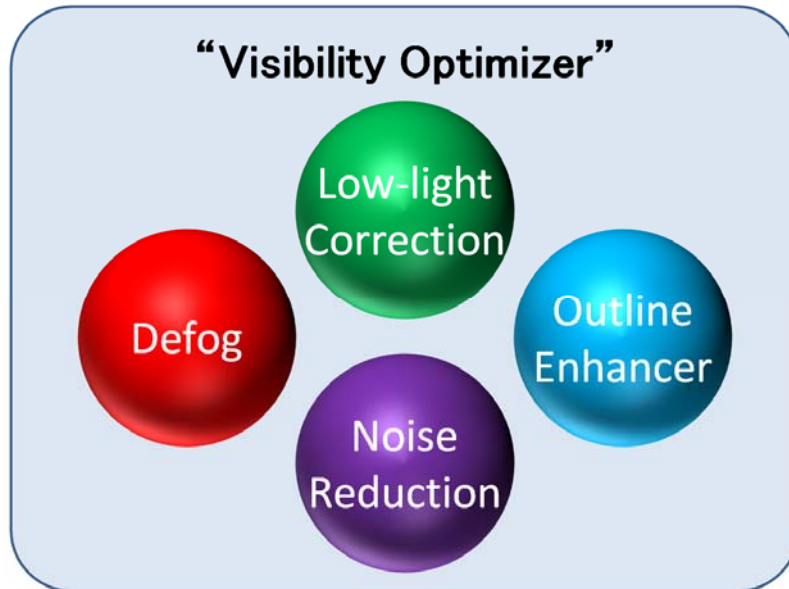 “Visibility Optimizer”
Low-light
Correction
Defog
Outline
Enhancer
Noise
Reduction